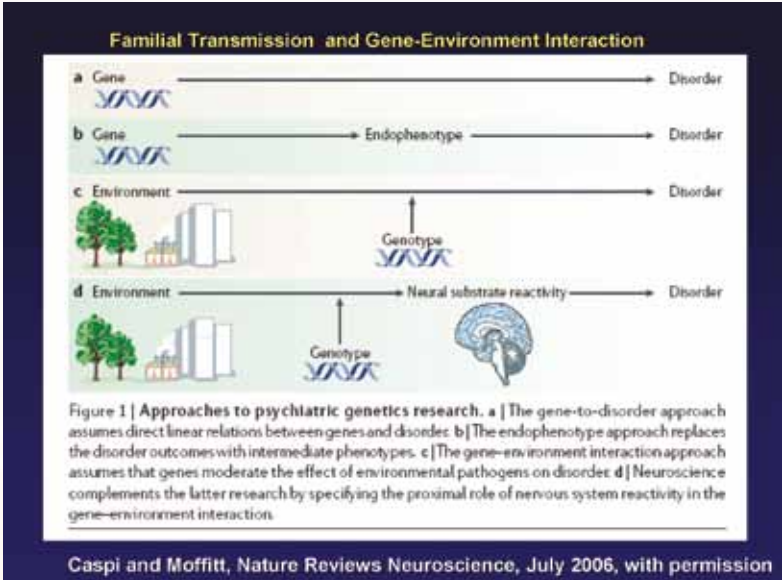 Familial Transmission and Gene-Environment Interaction
a Gene Disorder
b Gene Endophenotype Disorder
c Environment Disorder
Genotype
d Environment Neural substrate reactivity Disorder
Genotype
Figure 1 | Approaches to psychiatric genetics research. a | The gene-to-disorder approach
assumes direct linear relations between genes and disorder. b | The endophenotype approach replaces
the disorder outcomes with intermediate phenotypes. c | The gene–environment interaction approach
assumes that genes moderate the effect of environmental pathogens on disorder. d | Neuroscience
complements the latter research by specifying the proximal role of nervous system reactivity in the
gene–environment interaction.
Caspi and Moffitt, Nature Reviews Neuroscience, July 2006, with permission